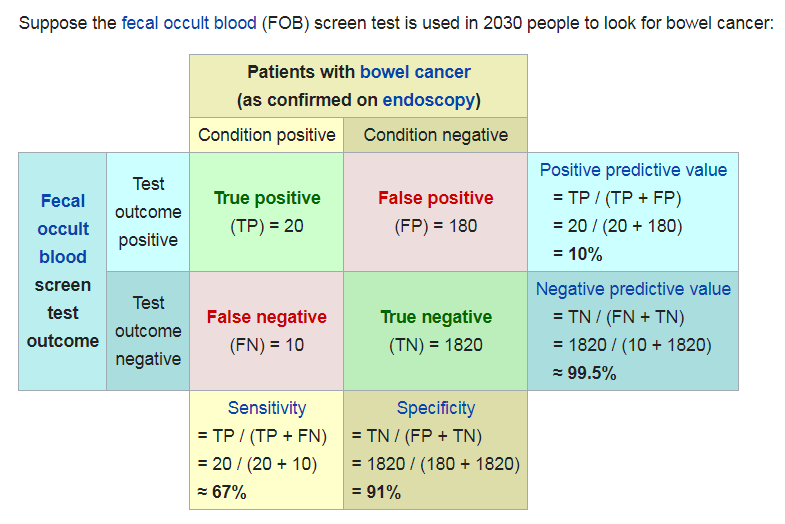 Suppose the fecal occult blood (FOB) screen test is used in 2030 people to look for bowel cancer:
Patients with bowel cancer
(as confirmed on endoscopy)
Condition positive
Condition negative
Fecal
occult
blood
screen
test
outcome
Test
outcome
positive
True positive
(TP) = 20
False positive
(FP) = 180
Positive predictive value
= TP / (TP + FP)
= 20 / (20 + 180)
= 10%
Test
outcome
negative
False negative
(FN) = 10
True negative
(TN) = 1820
Negative predictive value
= TN / (FN + TN)
= 1820 / (10 + 1820)
≈ 99.5%
Sensitivity
= TP / (TP + FN)
= 20 / (20 + 10)
≈ 67%
Specificity
= TN / (FP + TN)
= 1820 / (180 + 1820)
= 91%